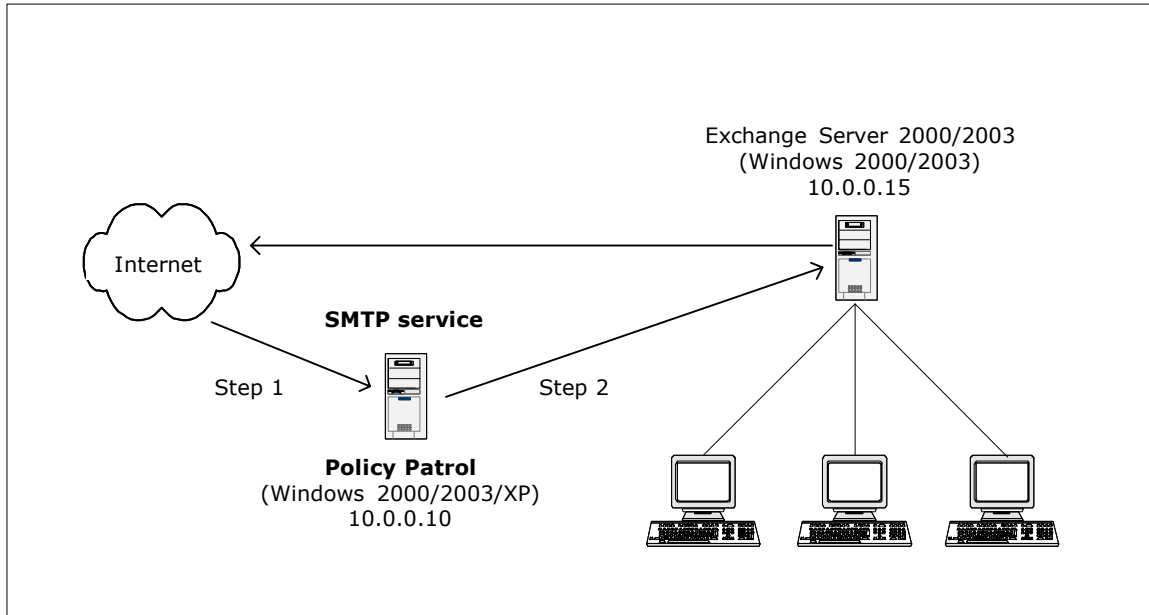 Exchange Server 2000/2003
(Windows 2000/2003)
10.0.0.15
Internet
SMTP service
Step 1
Step 2
Policy Patrol
(Windows 2000/2003/XP)
10.0.0.10